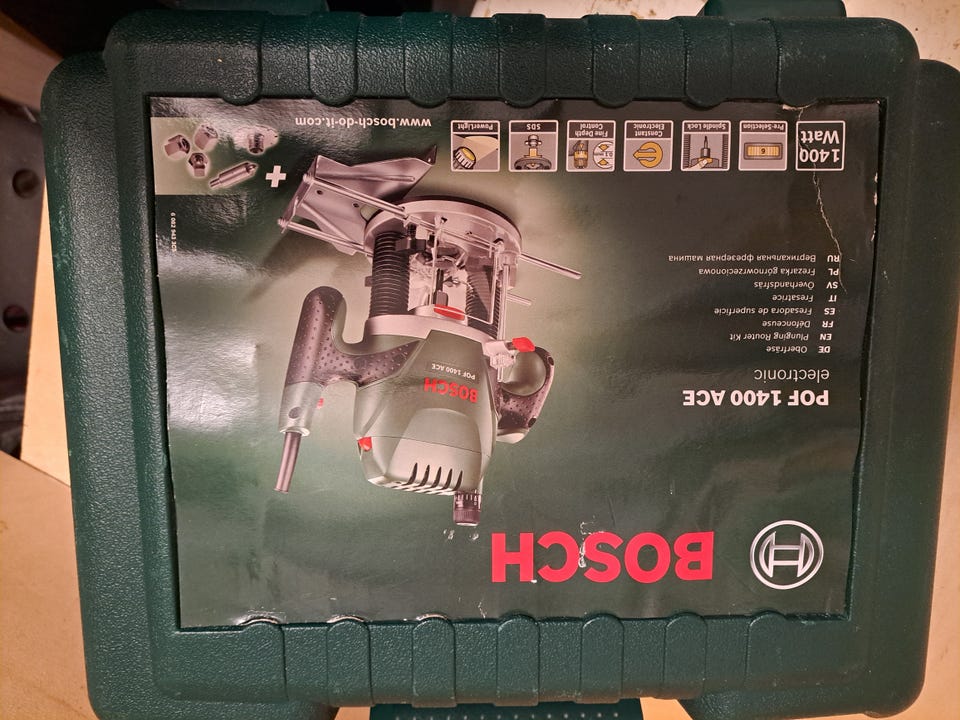 BOSCH
POF 1400 ACE
electronic
DE Oberfräse
EN Plunging Router Kit
FR Défonceuse
ES Fresadora de superficie
IT Fresatrice
SV Överhandsfräs
PL Frezarka górnowrzecionowa
RU Вертикальная фрезерная машина
BOSCH
POF 1400 ACE
1400 Watt
Pre-Selection
6
Spindle Lock
Constant Electronic
Fine Depth Control
SDS
PowerLight
+
www.bosch-do-it.com